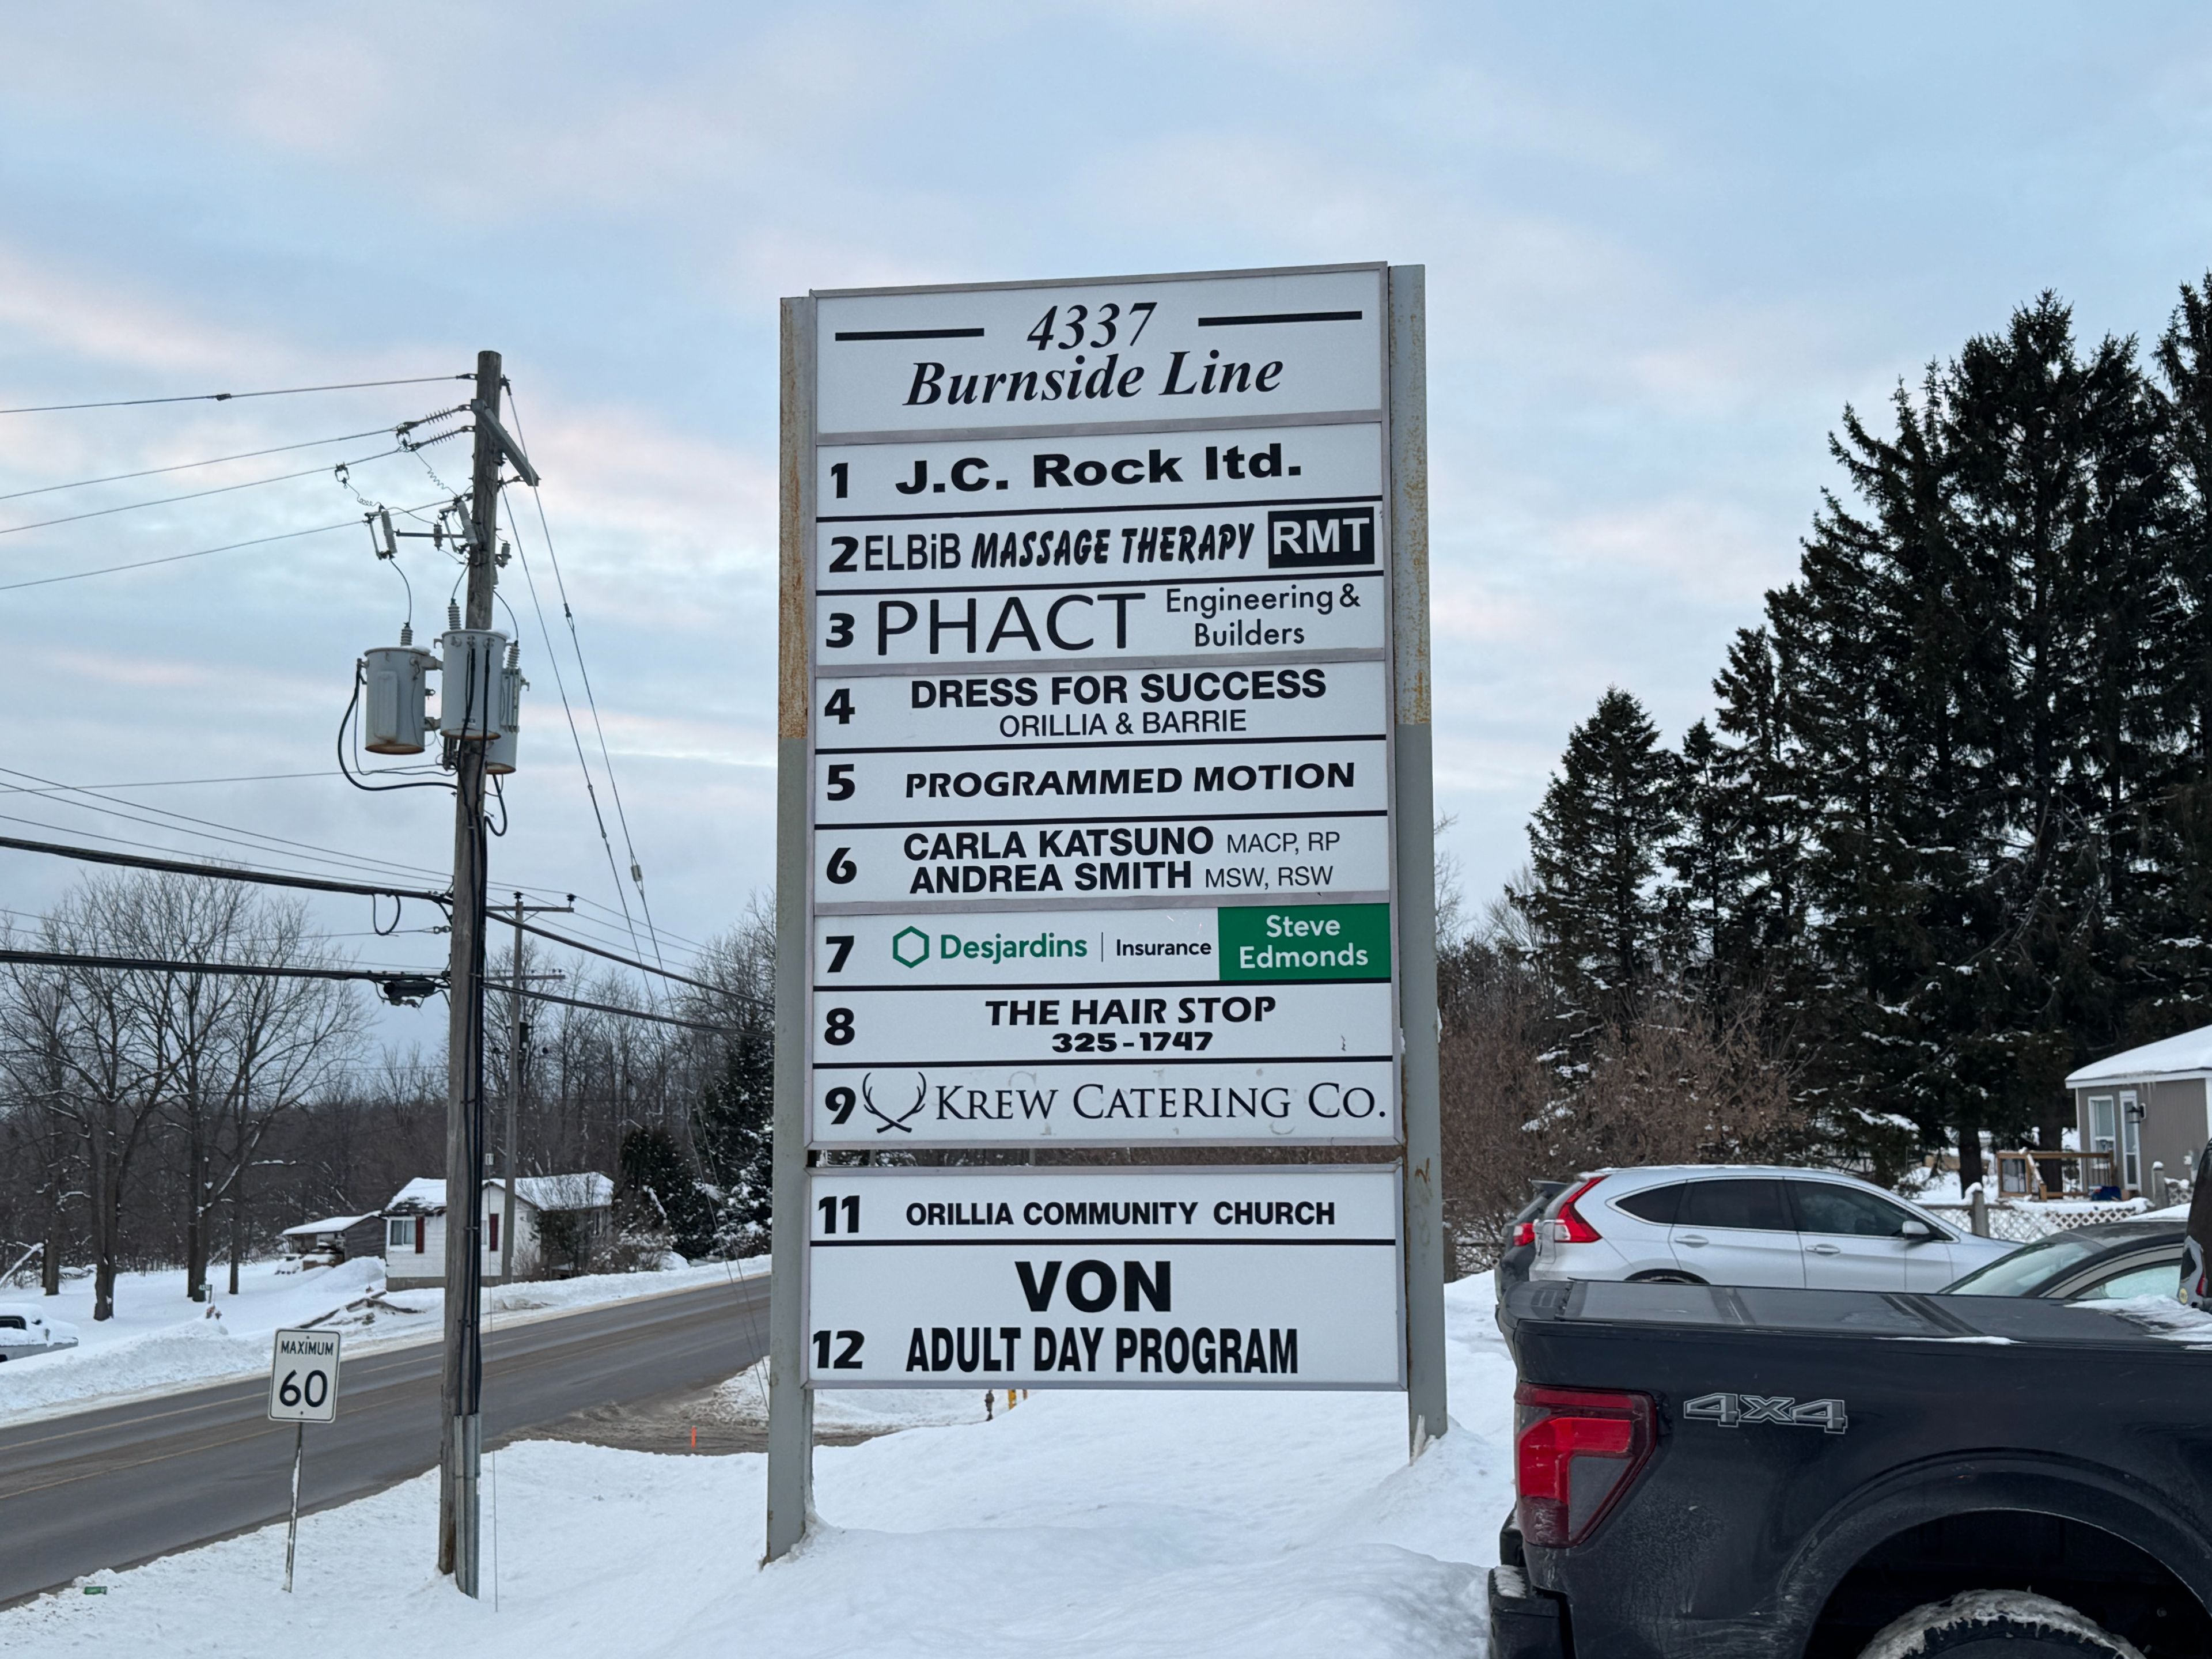 4337
Burnside Line
1 J.C. Rock ltd.
2 ELBiB MASSAGE THERAPY RMT
3 PHACT Engineering &
Builders
4 DRESS FOR SUCCESS
ORILLIA & BARRIE
5 PROGRAMMED MOTION
6 CARLA KATSUNO MACP, RP
ANDREA SMITH MSW, RSW
7 Desjardins | Insurance Steve
Edmonds
8 THE HAIR STOP
325-1747
9 KREW CATERING CO.
11 ORILLIA COMMUNITY CHURCH
VON
12 ADULT DAY PROGRAM
MAXIMUM
60
4X4